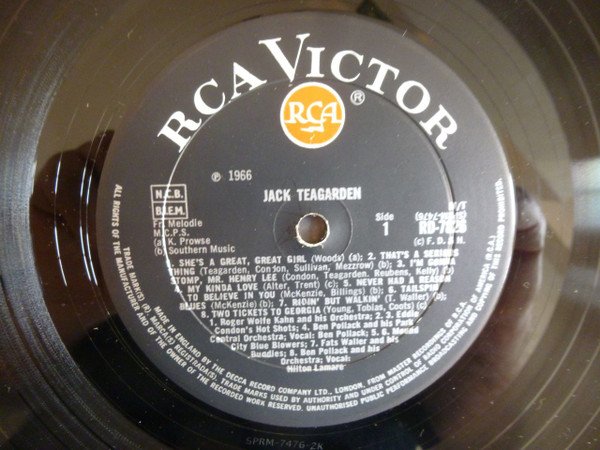 RCA VICTOR
RCA
®
℗ 1966
JACK TEAGARDEN
N.C.B.
B.I.E.M.
Fr. Melodie
M.C.P.S.
(a) K. Prowse
(b) Southern Music
Side
1
M/T
RD-7826
(c) F. D. & H.
1. SHE'S A GREAT, GREAT GIRL (Woods) (a); 2. THAT'S A SERIOUS
THING (Teagarden, Condon, Sullivan, Mezzrow) (b); 3. I'M GONNA
STOMP, MR. HENRY LEE (Condon, Teagarden, Reubens, Kelly) (b)
MY KINDA LOVE (Alter, Trent) (c); 5. NEVER HAD A REASON
TO BELIEVE IN YOU (McKenzie, Billings) (b); 6. TAILSPIN
BLUES (McKenzie) (b); 7. RIDIN' BUT WALKIN' (T. Waller) (b);
8. TWO TICKETS TO GEORGIA (Young, Tobias, Coots) (c)
1. Roger Wolfe Kahn and his Orchestra; 2, 3. Eddie
Condon's Hot Shots; 4. Ben Pollack and his Park
Central Orchestra; Vocal: Ben Pollack; 5, 6. Mound
City Blue Blowers; 7. Fats Waller and his
Buddies; 8. Ben Pollack and his
Orchestra; Vocal:
Hilton Lamare
ALL RIGHTS OF THE MANUFACTURER AND OF THE OWNER OF THE RECORDED WORK RESERVED. UNAUTHORISED PUBLIC PERFORMANCE BROADCASTING AND COPYING OF THIS RECORD PROHIBITED.
TRADE MARK(S) ® MARCA(S) REGISTRADA(S). TRADE MARKS USED BY AUTHORITY AND UNDER CONTROL OF RADIO CORPORATION OF AMERICA (R.C.A.)
MADE IN ENGLAND BY THE DECCA RECORD COMPANY LTD., LONDON, FROM MASTER RECORDINGS OF R.C.A.
SPRM-7476-2K